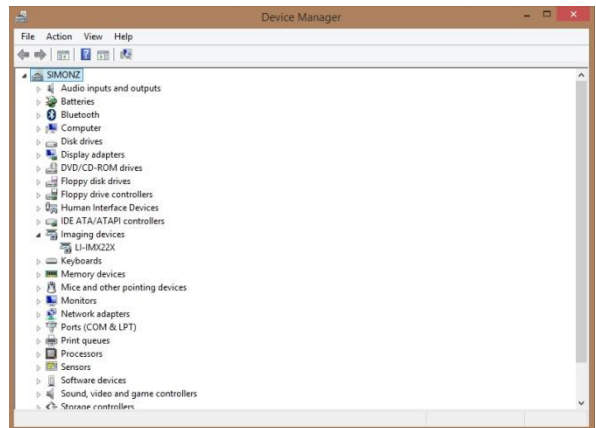 Device Manager
File Action View Help
SIMONZ
Audio inputs and outputs
Batteries
Bluetooth
Computer
Disk drives
Display adapters
DVD/CD-ROM drives
Floppy disk drives
Floppy drive controllers
Human Interface Devices
IDE ATA/ATAPI controllers
Imaging devices
LI-IMX22X
Keyboards
Memory devices
Mice and other pointing devices
Monitors
Network adapters
Ports (COM & LPT)
Print queues
Processors
Sensors
Software devices
Sound, video and game controllers
Storage controllers